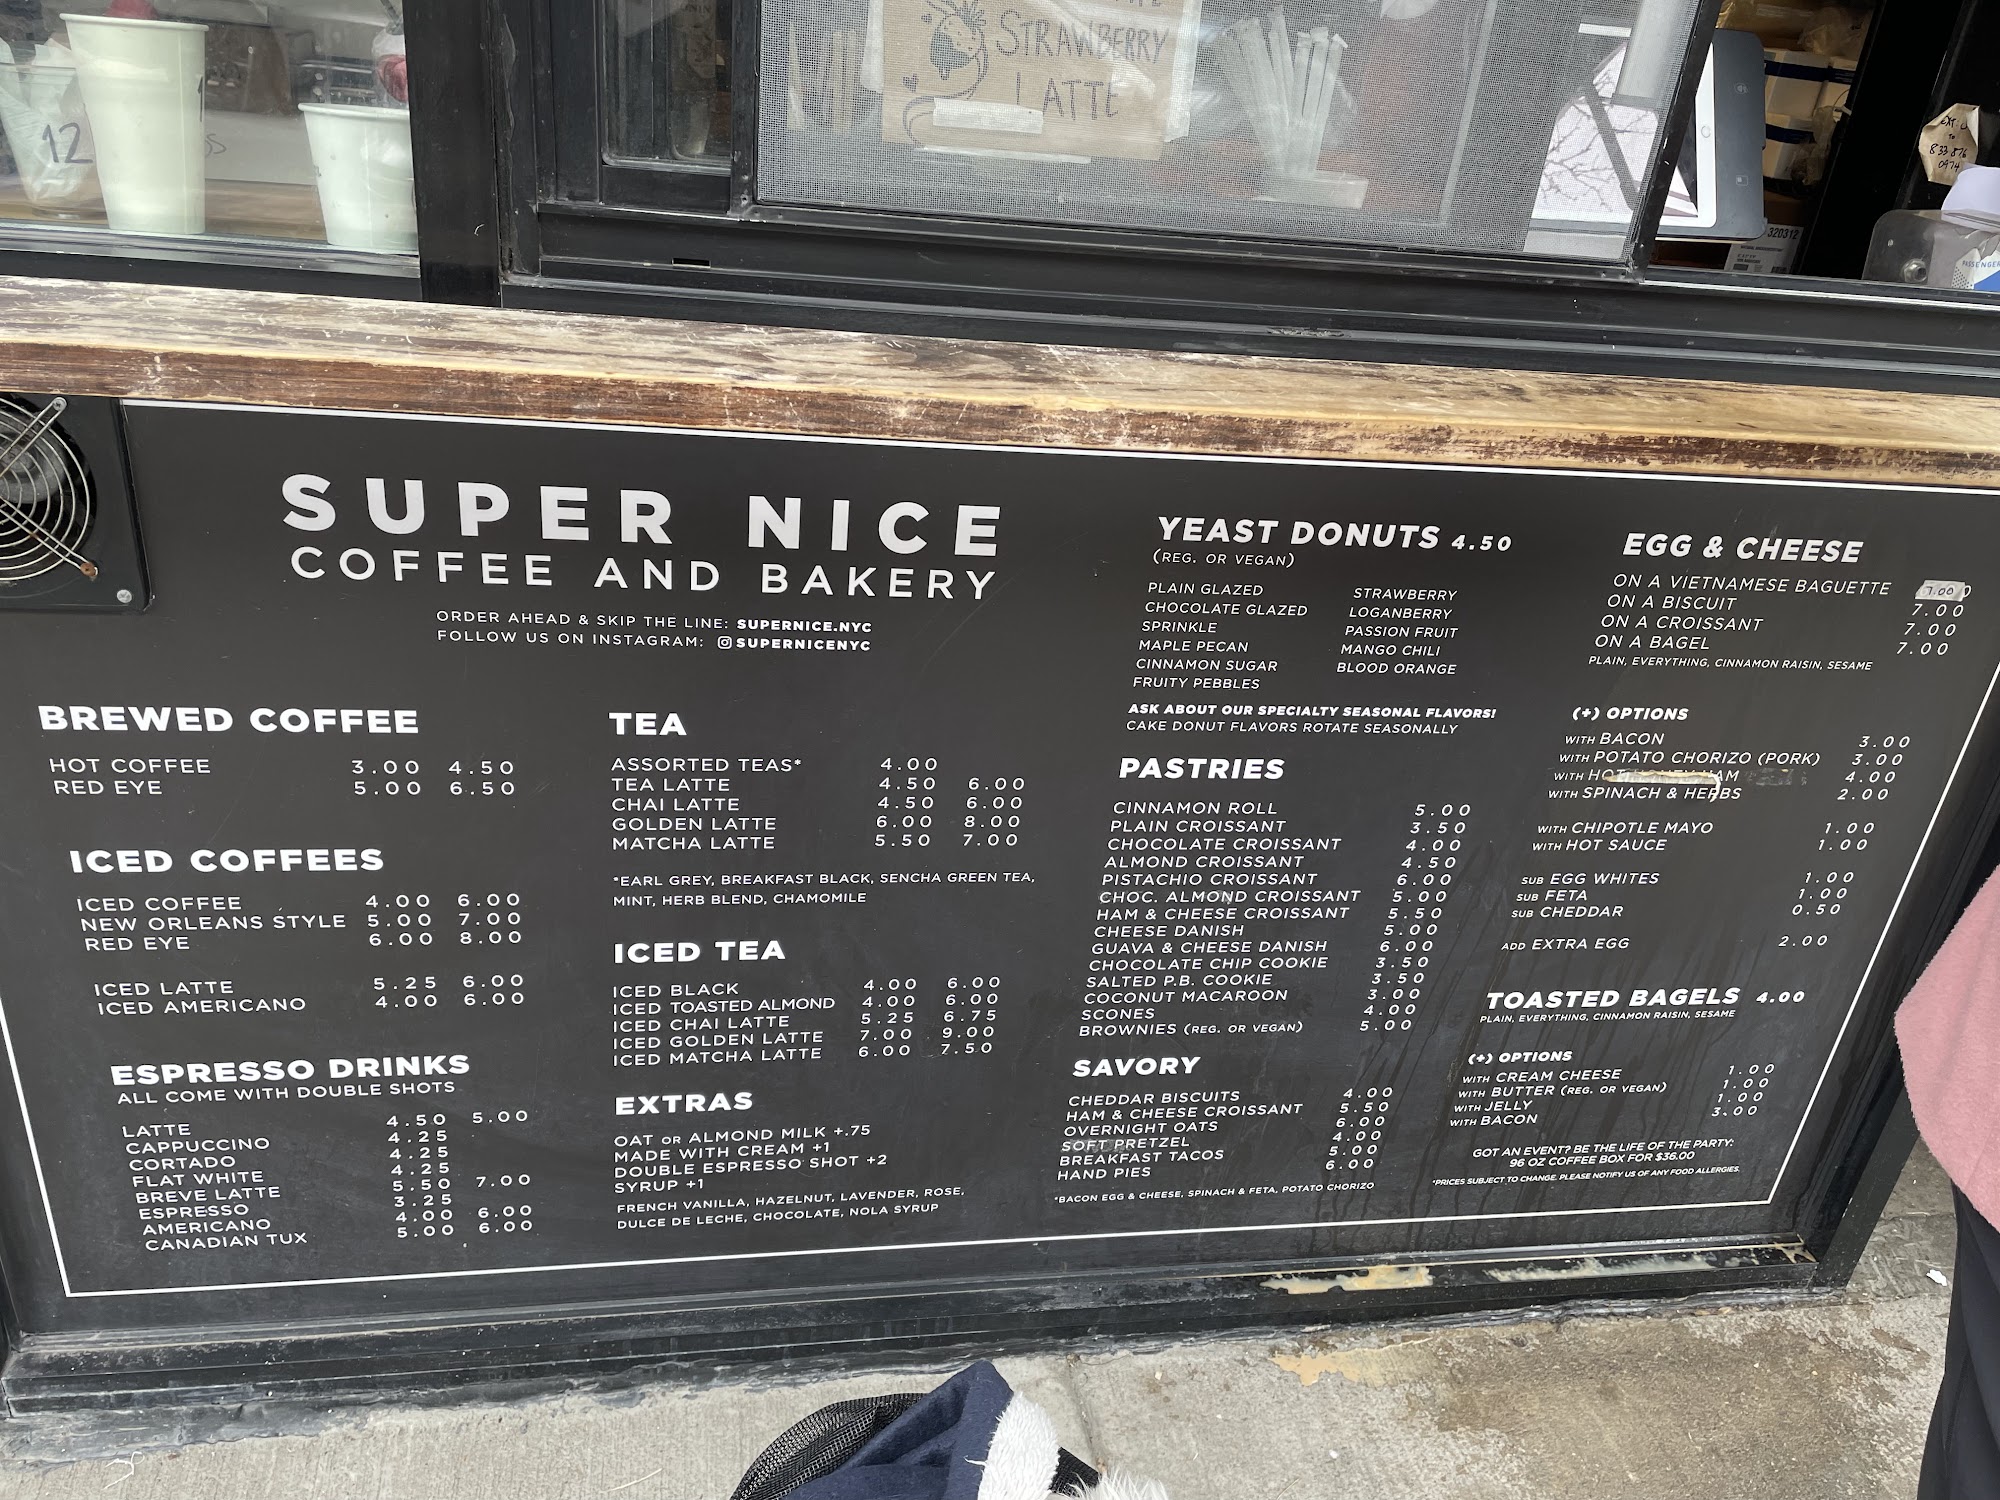 STRAWBERRY
LATTE
12
833 876
0974
320312
PASSENGER
SUPER NICE
COFFEE AND BAKERY
ORDER AHEAD & SKIP THE LINE: SUPERNICE.NYC
FOLLOW US ON INSTAGRAM: SUPERNICENYC
BREWED COFFEE
HOT COFFEE 3.00 4.50
RED EYE 5.00 6.50
ICED COFFEES
ICED COFFEE 4.00 6.00
NEW ORLEANS STYLE 5.00 7.00
RED EYE 6.00 8.00
ICED LATTE 5.25 6.00
ICED AMERICANO 4.00 6.00
ESPRESSO DRINKS
ALL COME WITH DOUBLE SHOTS
LATTE 4.50 5.00
CAPPUCCINO 4.25
CORTADO 4.25
FLAT WHITE 4.25
BREVE LATTE 5.50 7.00
ESPRESSO 3.25
AMERICANO 4.00 6.00
CANADIAN TUX 5.00 6.00
TEA
ASSORTED TEAS* 4.00
TEA LATTE 4.50 6.00
CHAI LATTE 4.50 6.00
GOLDEN LATTE 6.00 8.00
MATCHA LATTE 5.50 7.00
*EARL GREY, BREAKFAST BLACK, SENCHA GREEN TEA,
MINT, HERB BLEND, CHAMOMILE
ICED TEA
ICED BLACK 4.00 6.00
ICED TOASTED ALMOND 4.00 6.00
ICED CHAI LATTE 5.25 6.75
ICED GOLDEN LATTE 7.00 9.00
ICED MATCHA LATTE 6.00 7.50
EXTRAS
OAT OR ALMOND MILK +.75
MADE WITH CREAM +1
DOUBLE ESPRESSO SHOT +2
SYRUP +1
FRENCH VANILLA, HAZELNUT, LAVENDER, ROSE,
DULCE DE LECHE, CHOCOLATE, NOLA SYRUP
YEAST DONUTS 4.50
(REG. OR VEGAN)
PLAIN GLAZED
CHOCOLATE GLAZED
SPRINKLE
MAPLE PECAN
CINNAMON SUGAR
FRUITY PEBBLES
STRAWBERRY
LOGANBERRY
PASSION FRUIT
MANGO CHILI
BLOOD ORANGE
ASK ABOUT OUR SPECIALTY SEASONAL FLAVORS!
CAKE DONUT FLAVORS ROTATE SEASONALLY
PASTRIES
CINNAMON ROLL 5.00
PLAIN CROISSANT 3.50
CHOCOLATE CROISSANT 4.00
ALMOND CROISSANT 4.50
PISTACHIO CROISSANT 6.00
CHOC. ALMOND CROISSANT 5.00
HAM & CHEESE CROISSANT 5.50
CHEESE DANISH 5.00
GUAVA & CHEESE DANISH 6.00
CHOCOLATE CHIP COOKIE 3.50
SALTED P.B. COOKIE 3.50
COCONUT MACAROON 3.00
SCONES 4.00
BROWNIES (REG. OR VEGAN) 5.00
SAVORY
CHEDDAR BISCUITS 4.00
HAM & CHEESE CROISSANT 5.50
OVERNIGHT OATS 6.00
SOFT PRETZEL 4.00
BREAKFAST TACOS 5.00
HAND PIES 6.00
*BACON EGG & CHEESE, SPINACH & FETA, POTATO CHORIZO
EGG & CHEESE
ON A VIETNAMESE BAGUETTE 7.00
ON A BISCUIT 7.00
ON A CROISSANT 7.00
ON A BAGEL 7.00
PLAIN, EVERYTHING, CINNAMON RAISIN, SESAME
(+) OPTIONS
WITH BACON 3.00
WITH POTATO CHORIZO (PORK) 3.00
WITH HOT HAM 4.00
WITH SPINACH & HERBS 2.00
WITH CHIPOTLE MAYO 1.00
WITH HOT SAUCE 1.00
SUB EGG WHITES 1.00
SUB FETA 1.00
SUB CHEDDAR 0.50
ADD EXTRA EGG 2.00
TOASTED BAGELS 4.00
PLAIN, EVERYTHING, CINNAMON RAISIN, SESAME
(+) OPTIONS
WITH CREAM CHEESE 1.00
WITH BUTTER (REG. OR VEGAN) 1.00
WITH JELLY 1.00
WITH BACON 3.00
GOT AN EVENT? BE THE LIFE OF THE PARTY:
96 OZ COFFEE BOX FOR $36.00
*PRICES SUBJECT TO CHANGE. PLEASE NOTIFY US OF ANY FOOD ALLERGIES.